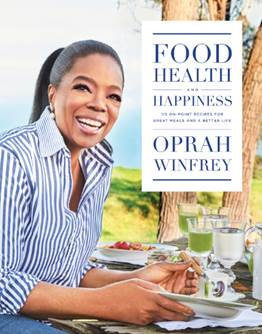 FOOD
HEALTH
AND
HAPPINESS
115 ON-POINT RECIPES FOR
GREAT MEALS AND A BETTER LIFE
OPRAH
WINFREY